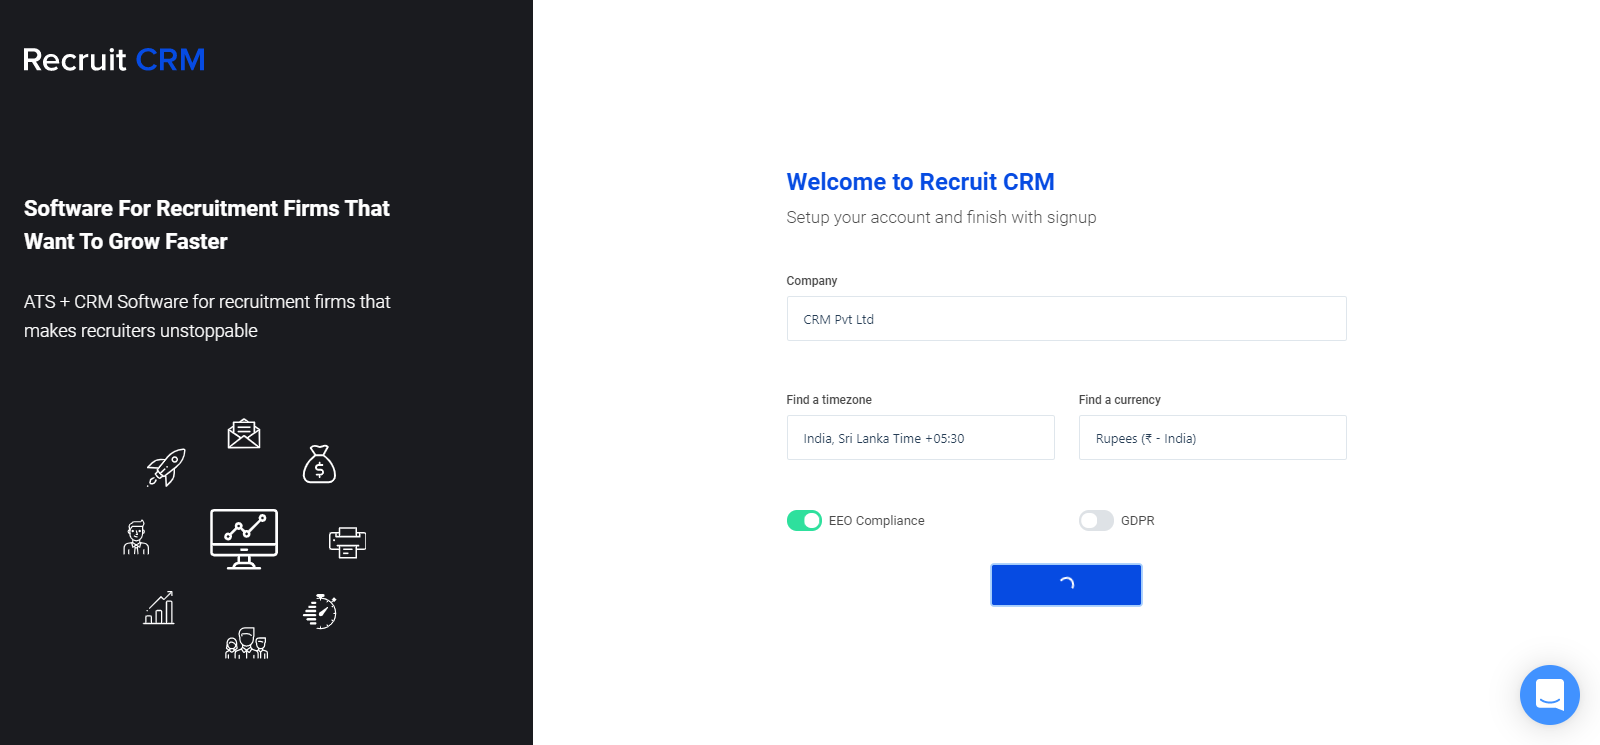 Recruit CRM
Software For Recruitment Firms That
Want To Grow Faster
ATS + CRM Software for recruitment firms that
makes recruiters unstoppable
Welcome to Recruit CRM
Setup your account and finish with signup
Company
CRM Pvt Ltd
Find a timezone
Find a currency
India, Sri Lanka Time +05:30
Rupees (₹ - India)
EEO Compliance
GDPR